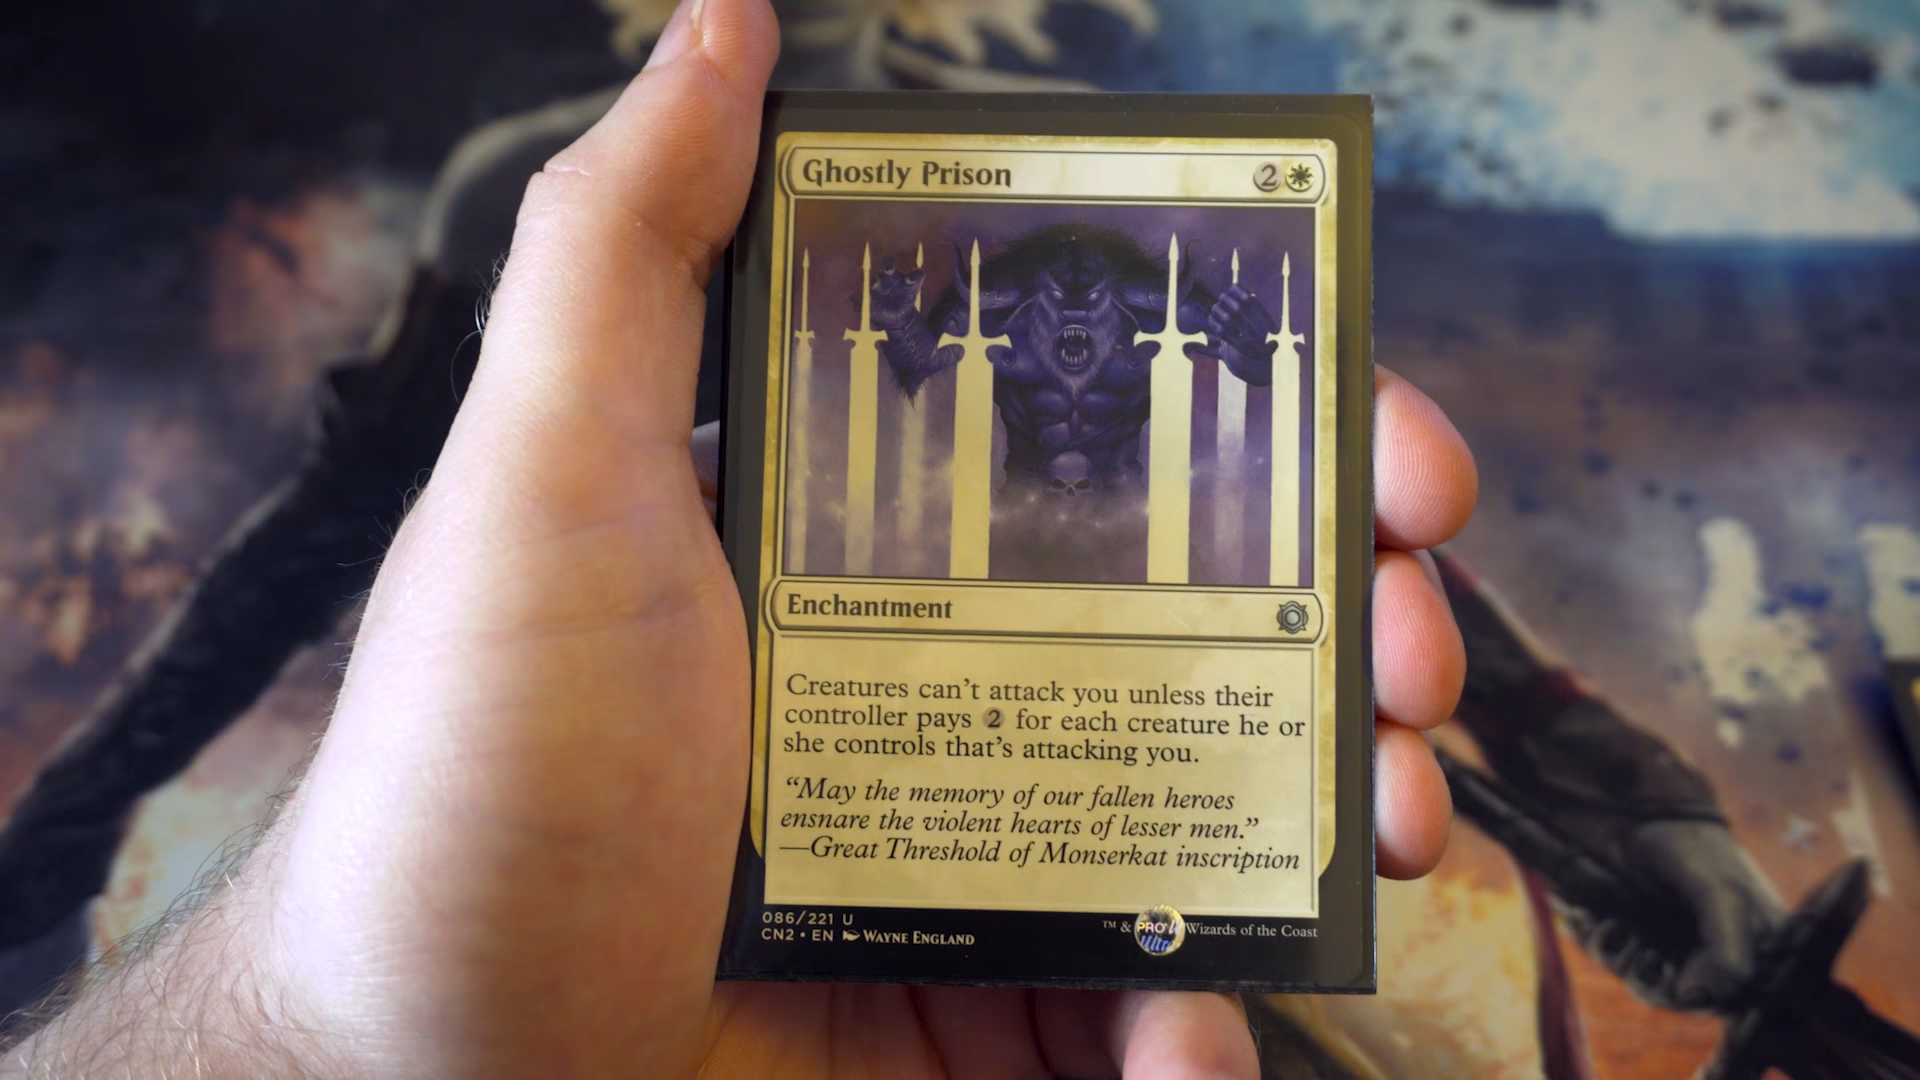 Ghostly Prison 2
Enchantment
Creatures can't attack you unless their
controller pays 2 for each creature he or
she controls that's attacking you.
“May the memory of our fallen heroes
ensnare the violent hearts of lesser men.”
—Great Threshold of Monserkat inscription
086/221 U
CN2 • EN WAYNE ENGLAND
™ & Wizards of the Coast
PRO
Ultra